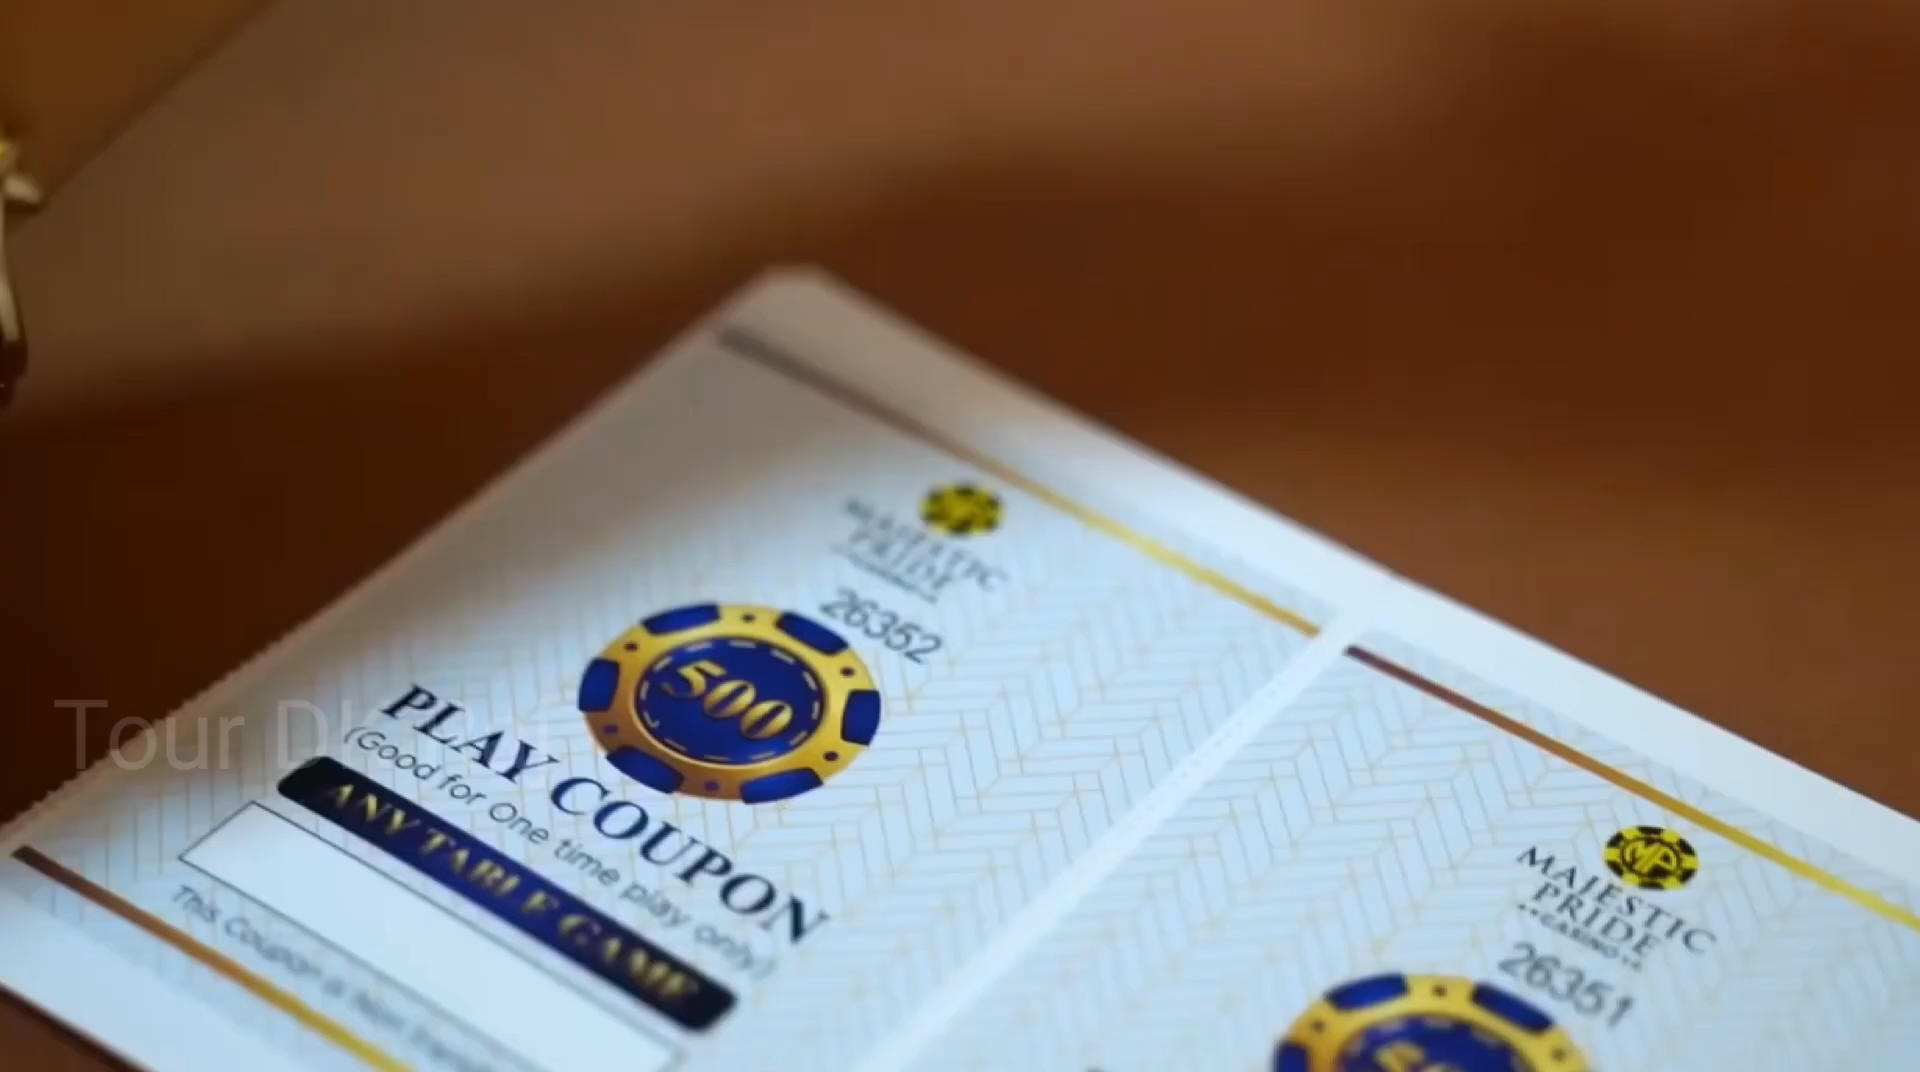 MAJESTIC
PRIDE
26352
500
PLAY COUPON
(Good for One time play only)
ANY TABLE GAME
This Coupon is Non
Tour
MAJESTIC
PRIDE
CASINO
26351